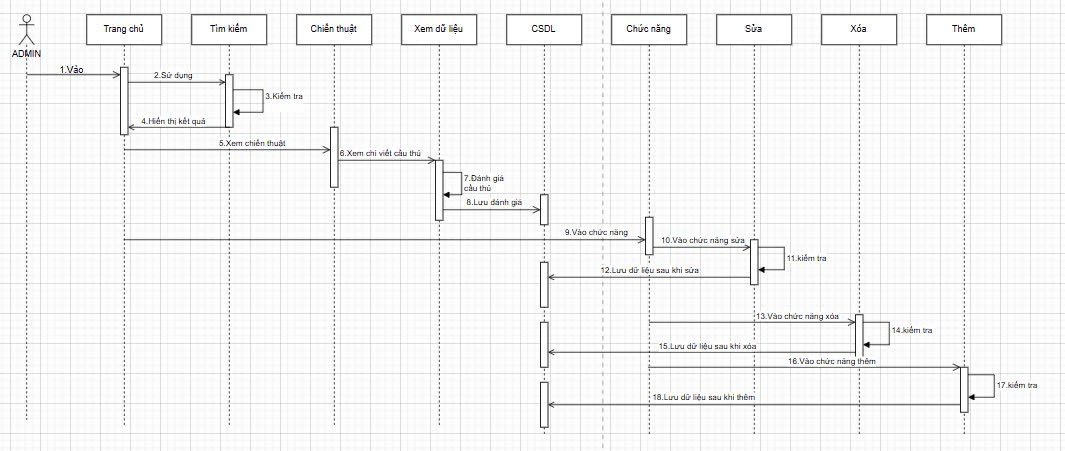 Trang chủ
Tìm kiếm
Chiến thuật
Xem dữ liệu
CSDL
Chức năng
Sửa
Xóa
Thêm
ADMIN
1.Vào
2.Sử dụng
3.Kiểm tra
4.Hiển thị kết quả
5.Xem chiến thuật
6.Xem chi viết cầu thủ
7.Đánh giá
cầu thủ
8.Lưu đánh giá
9.Vào chức năng
10.Vào chức năng sửa
11.kiểm tra
12.Lưu dữ liệu sau khi sửa
13.Vào chức năng xóa
14.kiểm tra
15.Lưu dữ liệu sau khi xóa
16.Vào chức năng thêm
17.kiểm tra
18.Lưu dữ liệu sau khi thêm